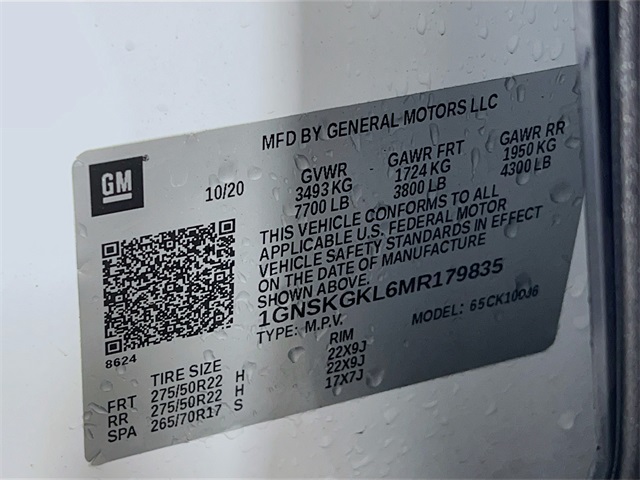 MFD BY GENERAL MOTORS LLC
GM
10/20
GVWR
3493 KG
7700 LB
GAWR FRT
1724 KG
3800 LB
GAWR RR
1950 KG
4300 LB
THIS VEHICLE CONFORMS TO ALL
APPLICABLE U.S. FEDERAL MOTOR
VEHICLE SAFETY STANDARDS IN EFFECT
ON THE DATE OF MANUFACTURE
SHOWN ABOVE.
1GNSKGKL6MR179835
TYPE: M.P.V.
MODEL: 65CK10OJ6
8624
TIRE SIZE
RIM
FRT 275/50R22 H 22X9J
RR 275/50R22 H 22X9J
SPA 265/70R17 S 17X7J